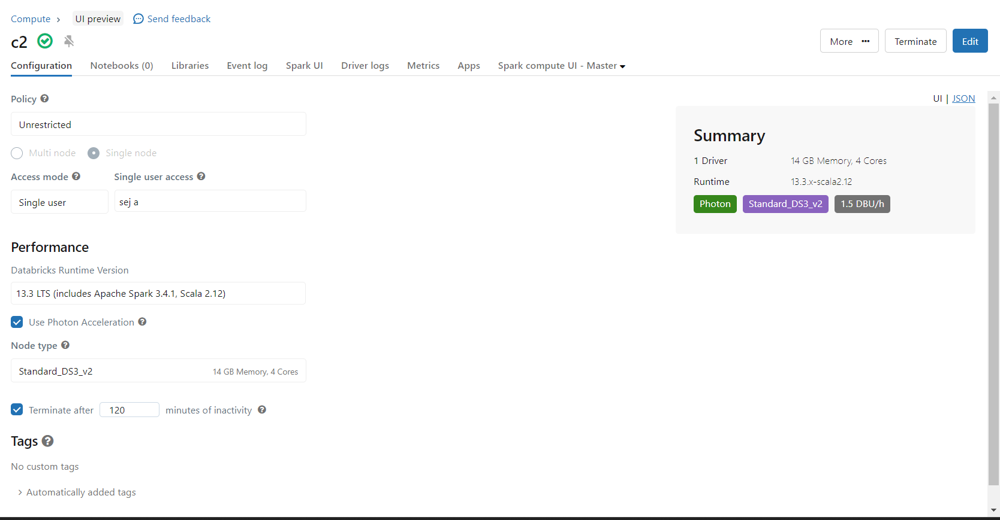 Compute › UI preview Send feedback
c2
More ••• Terminate Edit
Configuration Notebooks (0) Libraries Event log Spark UI Driver logs Metrics Apps Spark compute UI - Master
UI | JSON
Policy
Unrestricted
Multi node Single node
Access mode Single user access
Single user sej a
Performance
Databricks Runtime Version
13.3 LTS (includes Apache Spark 3.4.1, Scala 2.12)
Use Photon Acceleration
Node type
Standard_DS3_v2 14 GB Memory, 4 Cores
Terminate after 120 minutes of inactivity
Tags
No custom tags
Automatically added tags
Summary
1 Driver 14 GB Memory, 4 Cores
Runtime 13.3.x-scala2.12
Photon Standard_DS3_v2 1.5 DBU/h